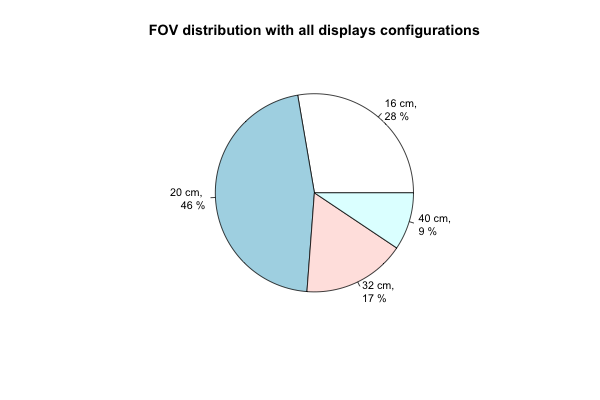 FOV distribution with all displays configurations
16 cm,
28 %
20 cm,
46 %
40 cm,
9 %
32 cm,
17 %